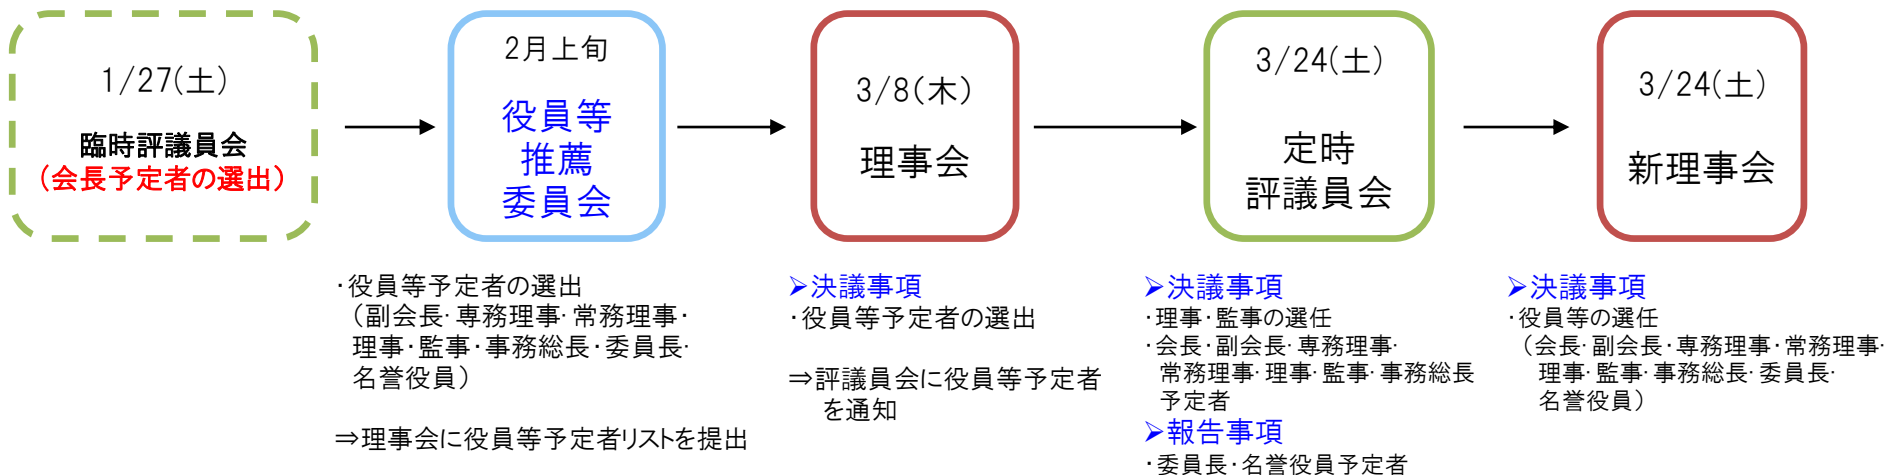 1/27(土)
臨時評議員会
（会長予定者の選出）
2月上旬
役員等
推薦
委員会
・役員等予定者の選出
（副会長・専務理事・常務理事・
理事・監事・事務総長・委員長・
名誉役員）
⇒理事会に役員等予定者リストを提出
3/8(木)
理事会
➢決議事項
・役員等予定者の選出
⇒評議員会に役員等予定者
を通知
3/24(土)
定時
評議員会
➢決議事項
・理事・監事の選任
・会長・副会長・専務理事・
常務理事・理事・監事・事務総長
予定者
➢報告事項
・委員長・名誉役員予定者
3/24(土)
新理事会
➢決議事項
・役員等の選任
（会長・副会長・専務理事・常務理事・
理事・監事・事務総長・委員長・
名誉役員）